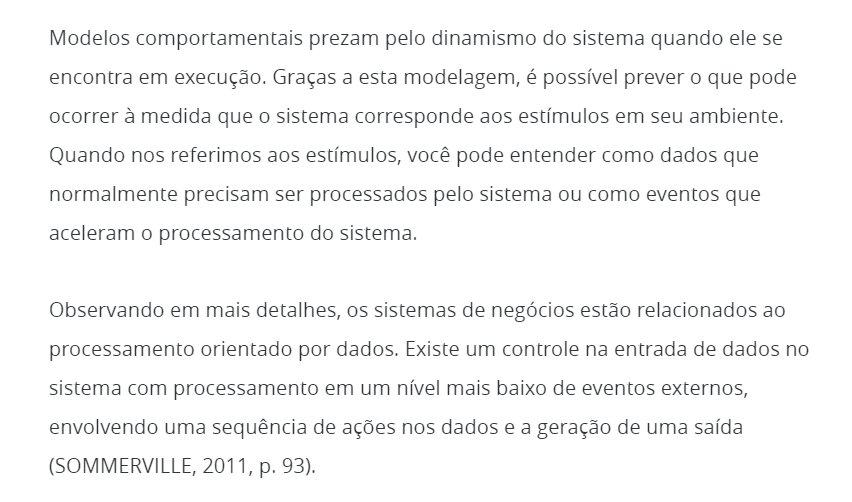 Modelos comportamentais prezam pelo dinamismo do sistema quando ele se
encontra em execução. Graças a esta modelagem, é possível prever o que pode
ocorrer à medida que o sistema corresponde aos estímulos em seu ambiente.
Quando nos referimos aos estímulos, você pode entender como dados que
normalmente precisam ser processados pelo sistema ou como eventos que
aceleram o processamento do sistema.
Observando em mais detalhes, os sistemas de negócios estão relacionados ao
processamento orientado por dados. Existe um controle na entrada de dados no
sistema com processamento em um nível mais baixo de eventos externos,
envolvendo uma sequência de ações nos dados e a geração de uma saída
(SOMMERVILLE, 2011, p. 93).